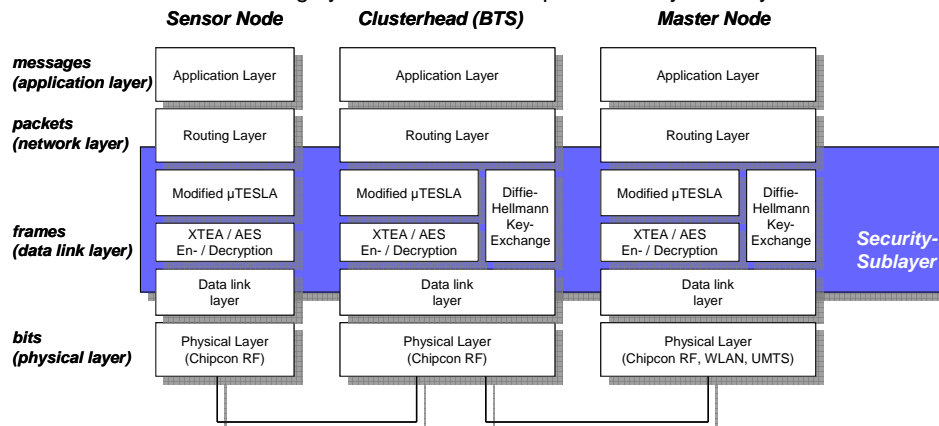 Sensor Node
Clusterhead (BTS)
Master Node
messages
(application layer)
Application Layer
Application Layer
Application Layer
packets
(network layer)
Routing Layer
Routing Layer
Routing Layer
Modified µTESLA
Modified µTESLA
Diffie-
Hellmann
Key-
Exchange
Modified µTESLA
Diffie-
Hellmann
Key-
Exchange
frames
(data link layer)
XTEA / AES
En- / Decryption
XTEA / AES
En- / Decryption
XTEA / AES
En- / Decryption
Security-
Sublayer
Data link
layer
Data link
layer
Data link
layer
bits
(physical layer)
Physical Layer
(Chipcon RF)
Physical Layer
(Chipcon RF)
Physical Layer
(Chipcon RF, WLAN, UMTS)